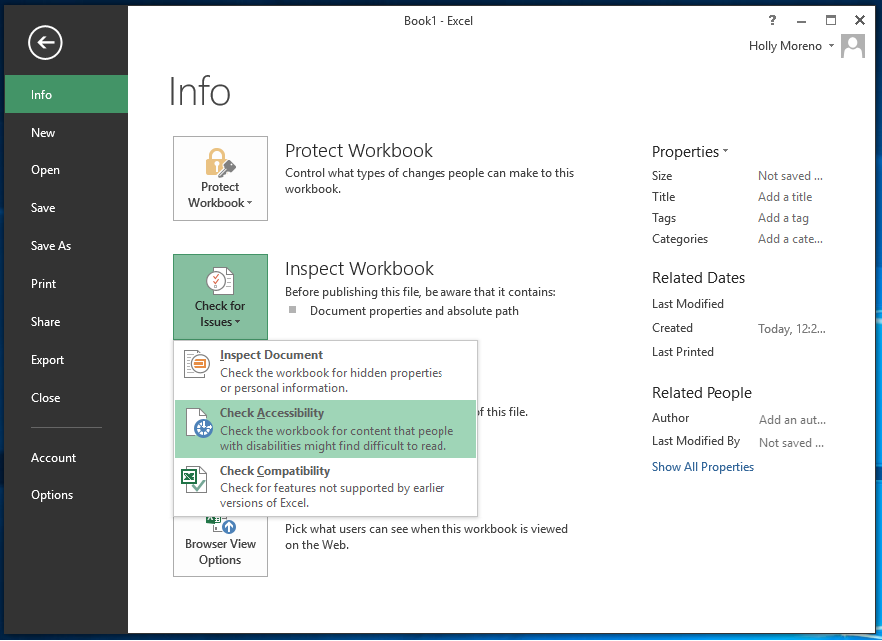 Book1 - Excel
?
Holly Moreno
Info
New
Open
Save
Save As
Print
Share
Export
Close
Account
Options
Info
Protect
Workbook
Protect Workbook
Control what types of changes people can make to this
workbook.
Check for
Issues
Inspect Workbook
Before publishing this file, be aware that it contains:
Document properties and absolute path
Inspect Document
Check the workbook for hidden properties
or personal information.
Check Accessibility
Check the workbook for content that people
with disabilities might find difficult to read.
of this file.
Check Compatibility
Check for features not supported by earlier
versions of Excel.
Browser View
Options
Pick what users can see when this workbook is viewed
on the Web.
Properties
Size Not saved ...
Title Add a title
Tags Add a tag
Categories Add a cate...
Related Dates
Last Modified
Created Today, 12:2...
Last Printed
Related People
Author Add an aut...
Last Modified By Not saved ...
Show All Properties